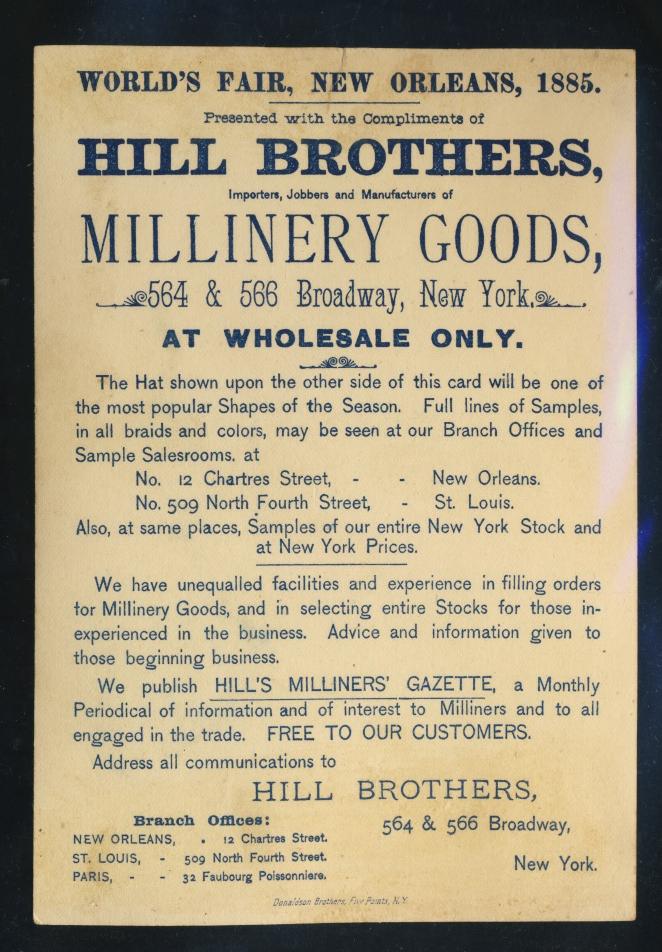 WORLD'S FAIR, NEW ORLEANS, 1885.
Presented with the Compliments of
HILL BROTHERS,
Importers, Jobbers and Manufacturers of
MILLINERY GOODS,
564 & 566 Broadway, New York.
AT WHOLESALE ONLY.
The Hat shown upon the other side of this card will be one of
the most popular Shapes of the Season. Full lines of Samples,
in all braids and colors, may be seen at our Branch Offices and
Sample Salesrooms. at
No. 12 Chartres Street, - - New Orleans.
No. 509 North Fourth Street, - St. Louis.
Also, at same places, Samples of our entire New York Stock and
at New York Prices.
We have unequalled facilities and experience in filling orders
for Millinery Goods, and in selecting entire Stocks for those in-
experienced in the business. Advice and information given to
those beginning business.
We publish HILL'S MILLINERS' GAZETTE, a Monthly
Periodical of information and of interest to Milliners and to all
engaged in the trade. FREE TO OUR CUSTOMERS.
Address all communications to
HILL BROTHERS,
564 & 566 Broadway,
New York.
Branch Offices:
NEW ORLEANS, - 12 Chartres Street.
ST. LOUIS, - 509 North Fourth Street.
PARIS, - - 32 Faubourg Poissonniere.
Donaldson Brothers, Five Points, N.Y.